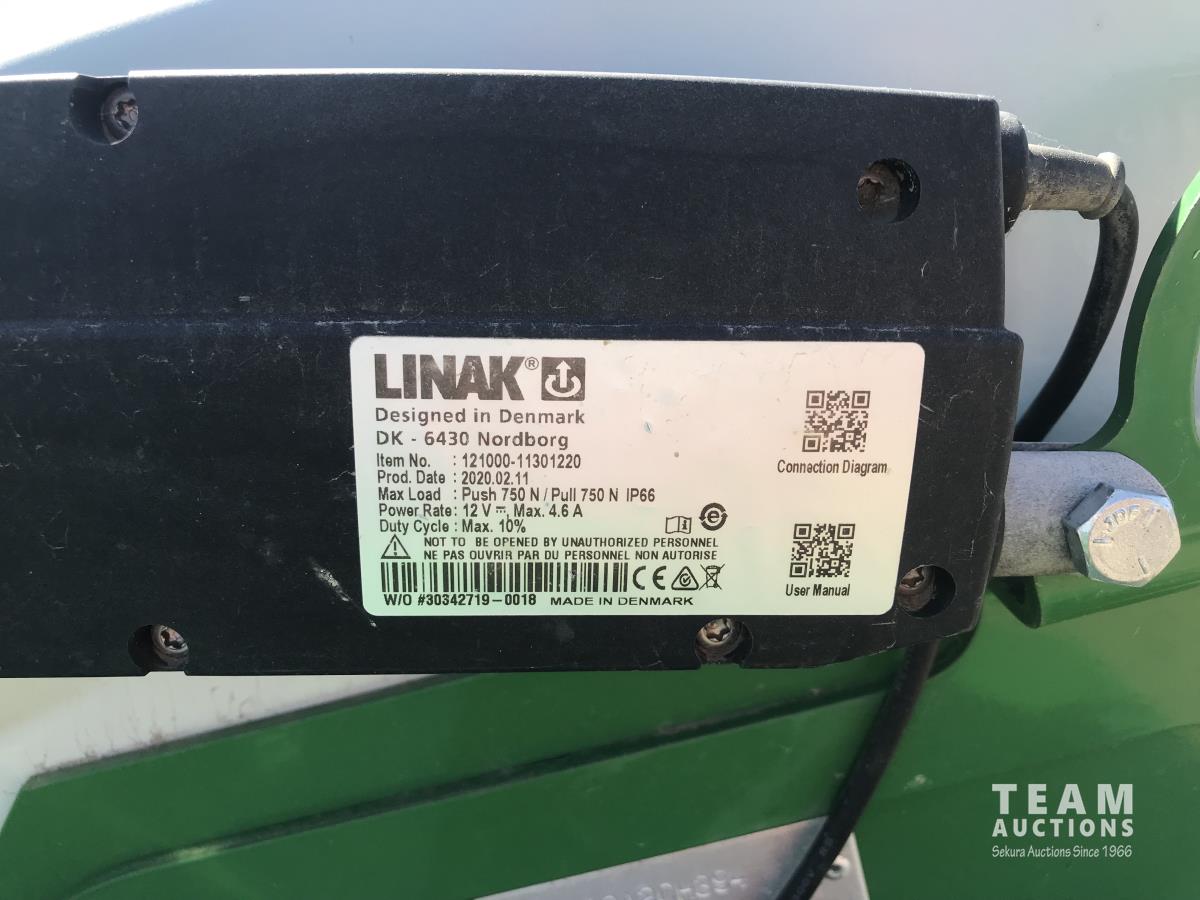 LINAK®
Designed in Denmark
DK - 6430 Nordborg
Item No. : 121000-11301220
Prod. Date : 2020.02.11
Max Load : Push 750 N / Pull 750 N IP66
Power Rate : 12 V ⎓, Max. 4.6 A
Duty Cycle : Max. 10%
NOT TO BE OPENED BY UNAUTHORIZED PERSONNEL
NE PAS OUVRIR PAR DU PERSONNEL NON AUTORISE
W/O #30342719-0018 MADE IN DENMARK
CE
Connection Diagram
User Manual
TEAM
AUCTIONS
Sekura Auctions Since 1966